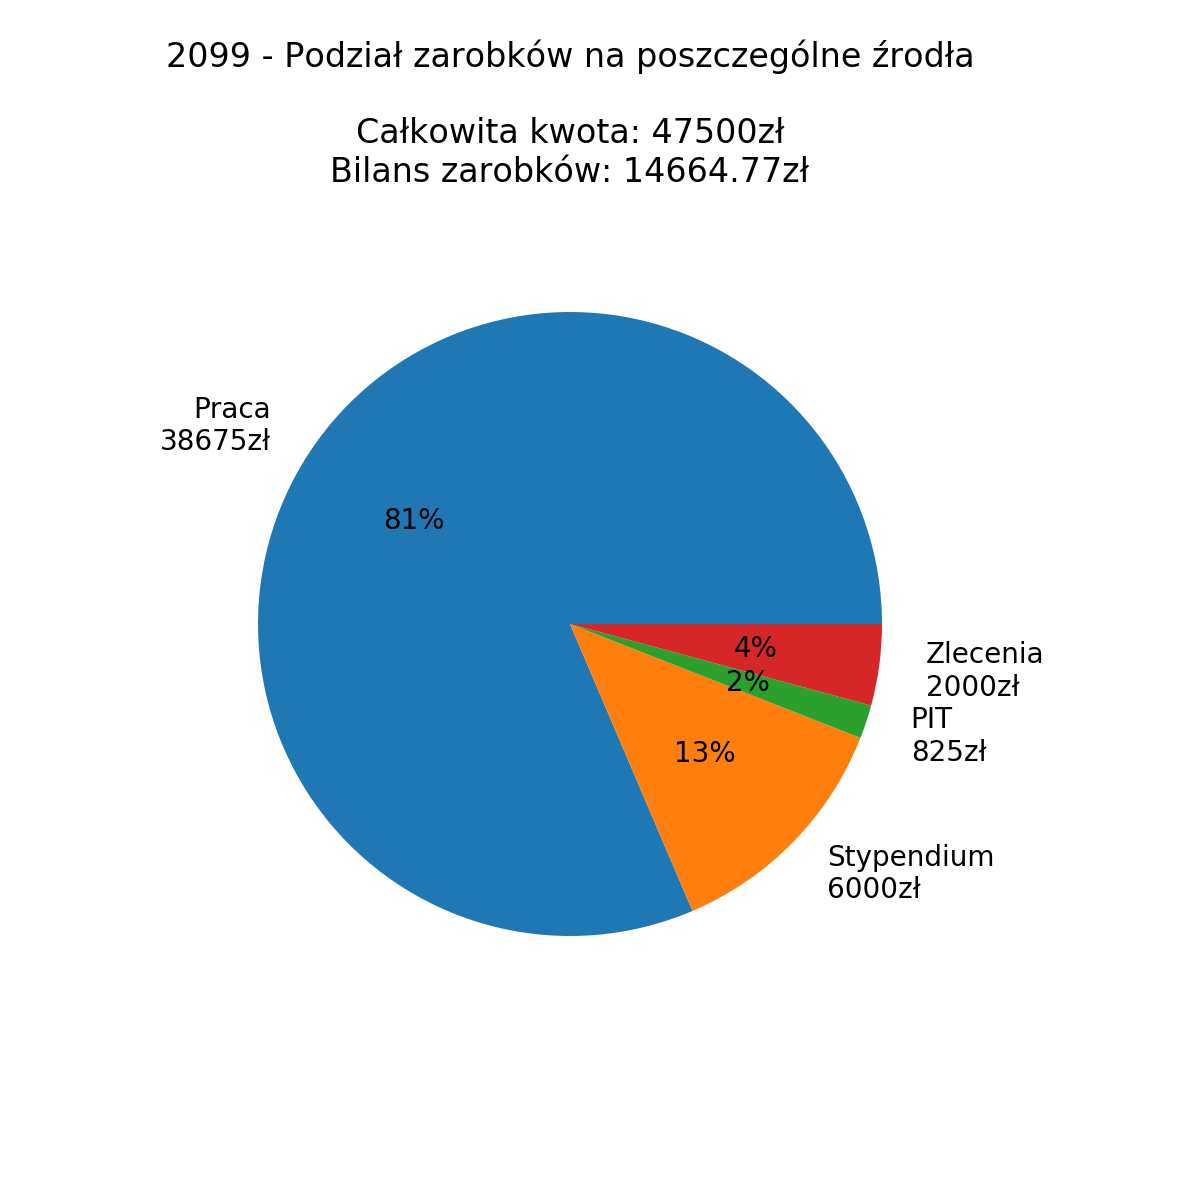 2099 - Podział zarobków na poszczególne źrodła
Całkowita kwota: 47500zł
Bilans zarobków: 14664.77zł
Praca
38675zł
81%
4%
2%
13%
Zlecenia
2000zł
PIT
825zł
Stypendium
6000zł